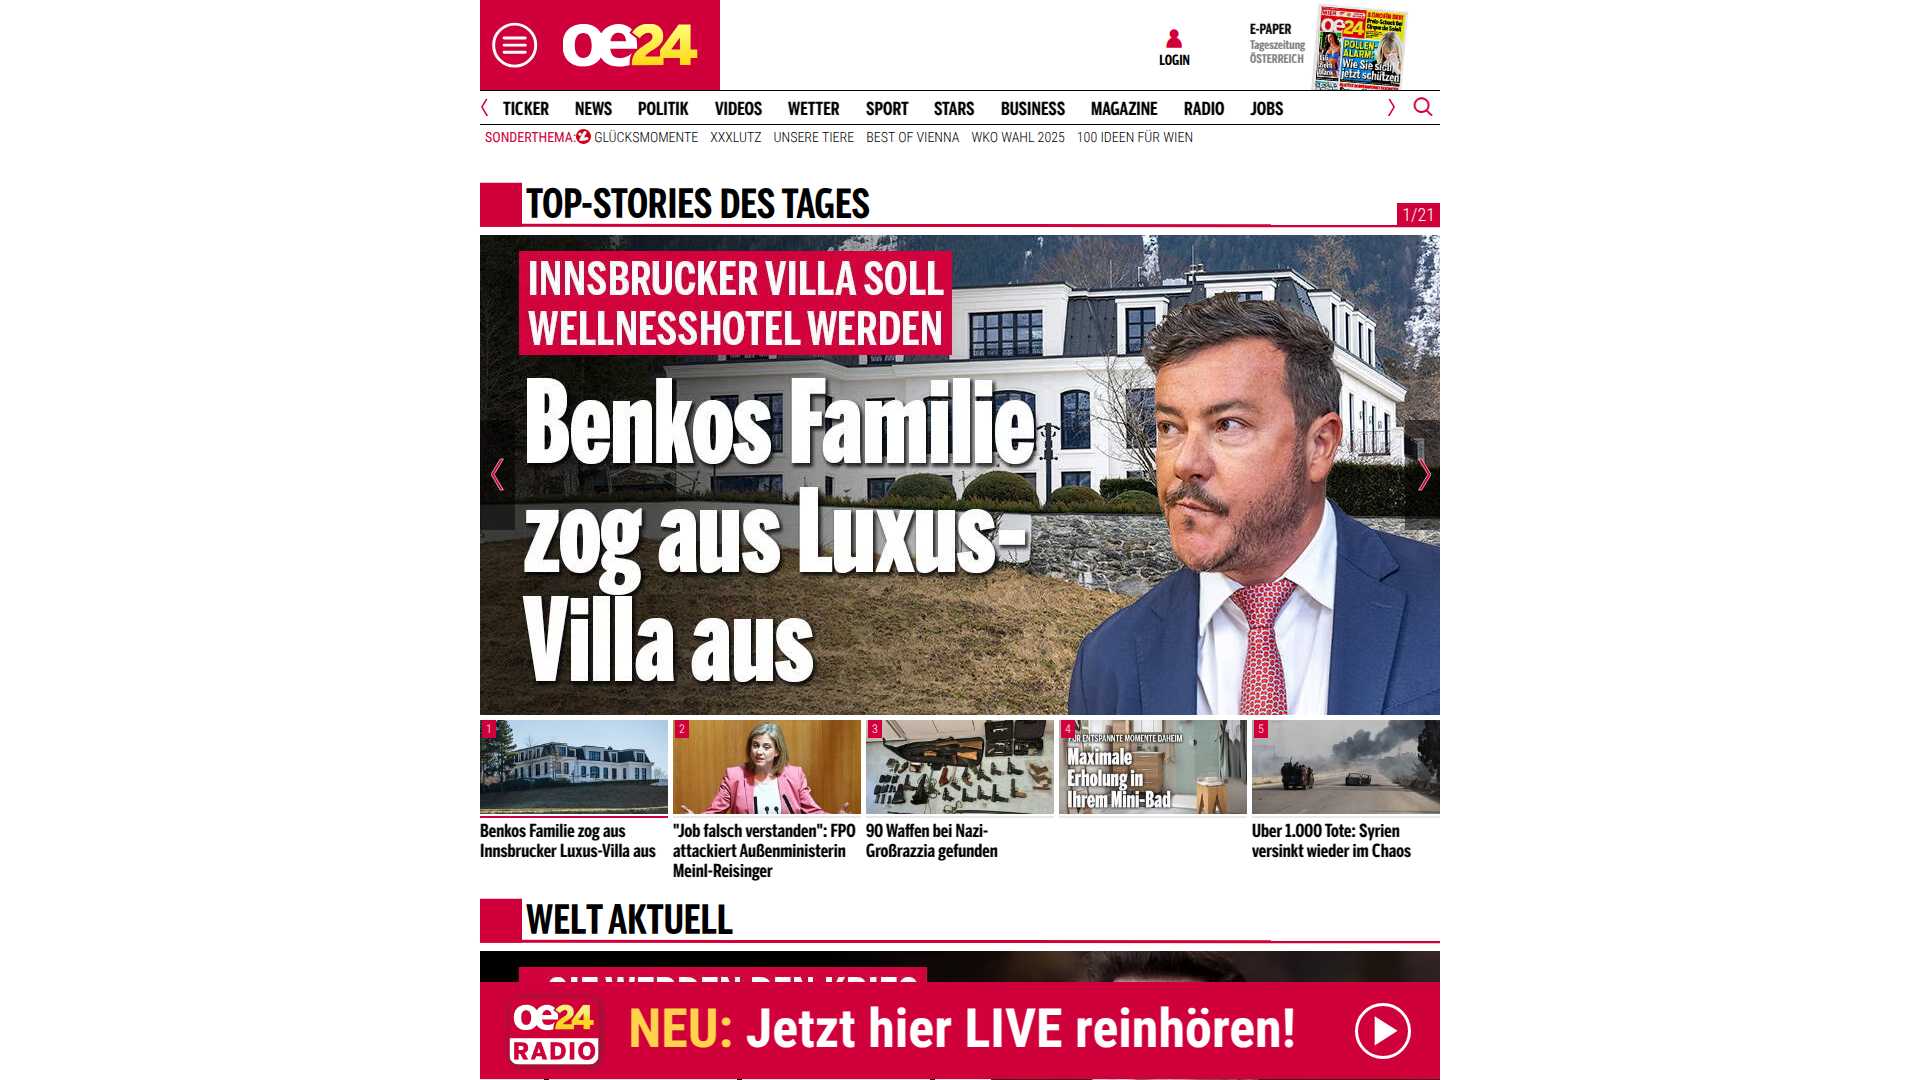 oe24
LOGIN
E-PAPER
Tageszeitung
ÖSTERREICH
oe24
POLLEN-
ALARM:
Wie Sie sich
jetzt schützen
TICKER NEWS POLITIK VIDEOS WETTER SPORT STARS BUSINESS MAGAZINE RADIO JOBS
SONDERTHEMA: GLÜCKSMOMENTE XXXLUTZ UNSERE TIERE BEST OF VIENNA WKO WAHL 2025 100 IDEEN FÜR WIEN
TOP-STORIES DES TAGES
1/21
INNSBRUCKER VILLA SOLL
WELLNESSHOTEL WERDEN
Benkos Familie
zog aus Luxus-
Villa aus
1
2
3
4
5
FÜR ENTSPANNTE MOMENTE DAHEIM
Maximale
Erholung in
Ihrem Mini-Bad
Benkos Familie zog aus
Innsbrucker Luxus-Villa aus
"Job falsch verstanden": FPÖ
attackiert Außenministerin
Meinl-Reisinger
90 Waffen bei Nazi-
Großrazzia gefunden
Über 1.000 Tote: Syrien
versinkt wieder im Chaos
WELT AKTUELL
oe24
RADIO
NEU: Jetzt hier LIVE reinhören!